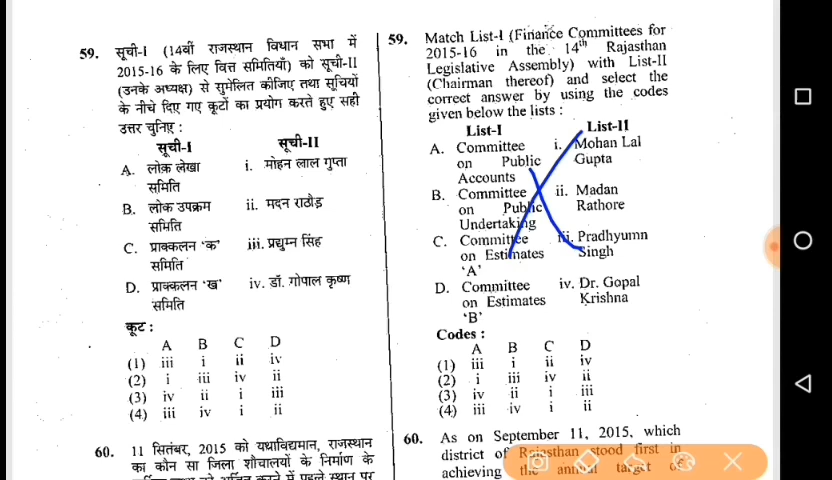 59. सूची-I (14वीं राजस्थान विधान सभा में
2015-16 के लिए वित्त समितियाँ) को सूची-II
(उनके अध्यक्ष) से सुमेलित कीजिए तथा सूचियों
के नीचे दिए गए कूटों का प्रयोग करते हुए सही
उत्तर चुनिए :
सूची-I सूची-II
A. लोक लेखा i. मोहन लाल गुप्ता
समिति
B. लोक उपक्रम ii. मदन राठौड़
समिति
C. प्राक्कलन ‘क’ iii. प्रद्युम्न सिंह
समिति
D. प्राक्कलन ‘ख’ iv. डॉ. गोपाल कृष्ण
समिति
कूट :
A B C D
(1) iii i ii iv
(2) i iii iv ii
(3) iv ii i iii
(4) iii iv i ii
60. 11 सितंबर, 2015 को यथाविद्यमान, राजस्थान
का कौन सा जिला शौचालयों के निर्माण के
59. Match List-I (Finance Committees for
2015-16 in the 14th Rajasthan
Legislative Assembly) with List-II
(Chairman thereof) and select the
correct answer by using the codes
given below the lists :
List-I List-II
A. Committee i. Mohan Lal
on Public Gupta
Accounts
B. Committee ii. Madan
on Public Rathore
Undertaking
C. Committee iii. Pradhyumn
on Estimates Singh
‘A’
D. Committee iv. Dr. Gopal
on Estimates Krishna
‘B’
Codes :
A B C D
(1) iii i ii iv
(2) i iii iv ii
(3) iv ii i iii
(4) iii iv i ii
60. As on September 11, 2015, which
district of Rajasthan stood first in
achieving the annual target of